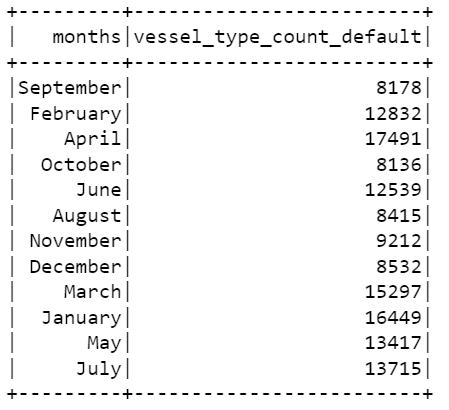 +---------+-------------------------+
|   months|vessel_type_count_default|
+---------+-------------------------+
|September|                     8178|
| February|                    12832|
|    April|                    17491|
|  October|                     8136|
|     June|                    12539|
|   August|                     8415|
| November|                     9212|
| December|                     8532|
|    March|                    15297|
|  January|                    16449|
|      May|                    13417|
|     July|                    13715|
+---------+-------------------------+